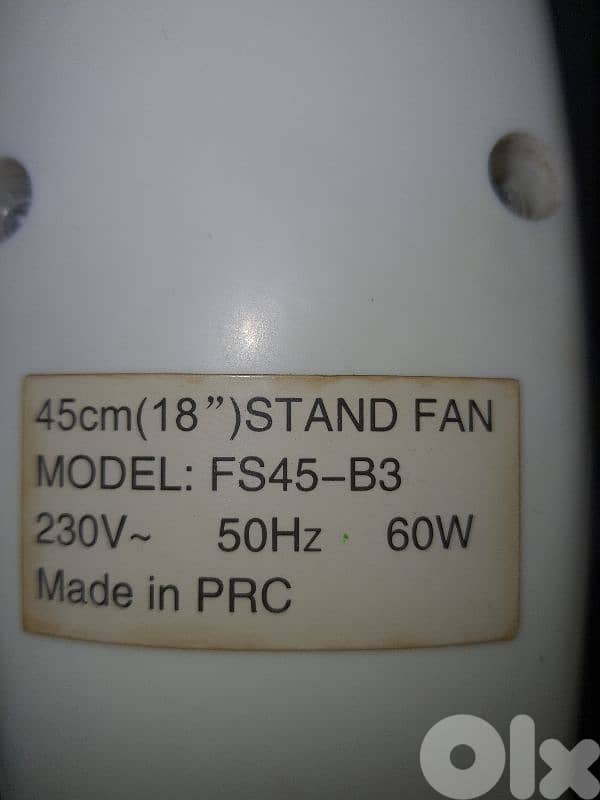 45cm(18”)STAND FAN
MODEL: FS45-B3
230V~ 50Hz 60W
Made in PRC
Olx